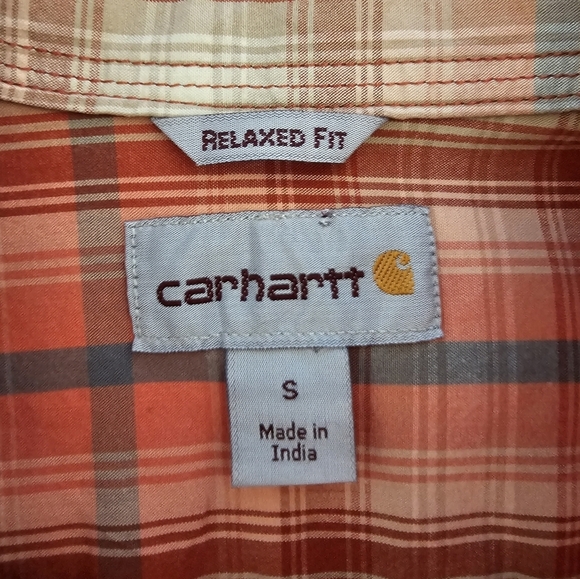 RELAXED FIT
carhartt
S
Made in
India